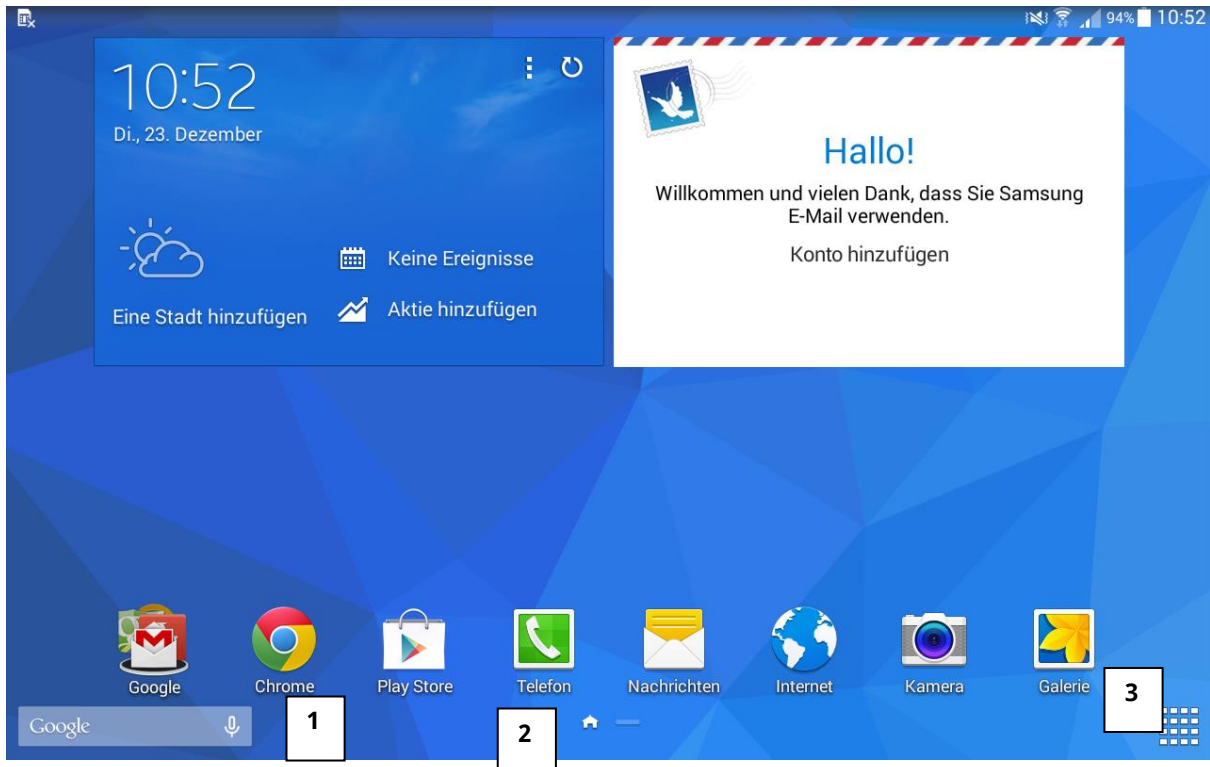 94% 10:52
10:52
Di., 23. Dezember
Keine Ereignisse
Eine Stadt hinzufügen
Aktie hinzufügen
Hallo!
Willkommen und vielen Dank, dass Sie Samsung
E-Mail verwenden.
Konto hinzufügen
Google Chrome Play Store Telefon Nachrichten Internet Kamera Galerie
Google
1
2
3